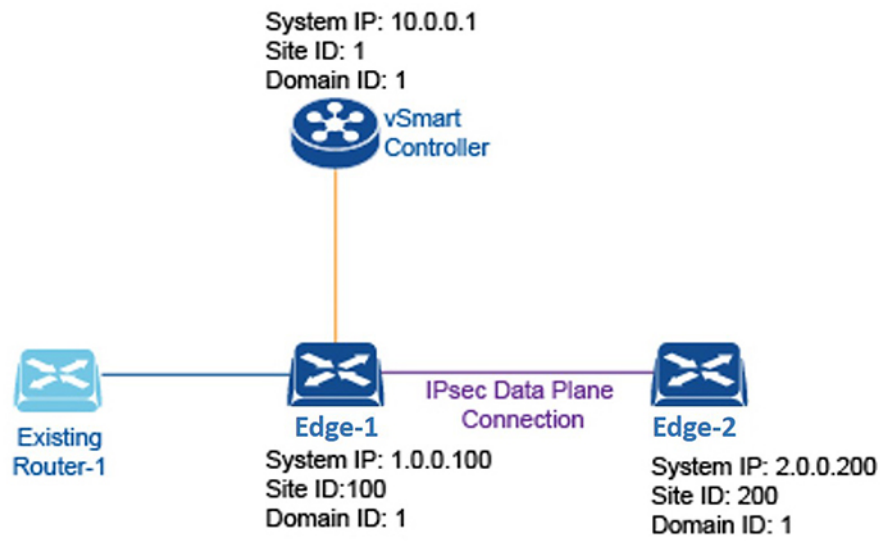 System IP: 10.0.0.1
Site ID: 1
Domain ID: 1
vSmart
Controller
IPsec Data Plane
Connection
Existing
Router-1
Edge-1
System IP: 1.0.0.100
Site ID:100
Domain ID: 1
Edge-2
System IP: 2.0.0.200
Site ID: 200
Domain ID: 1